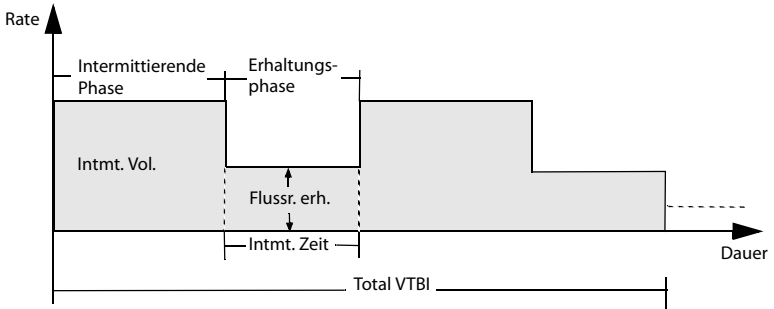 Rate
Intermittierende
Phase
Erhaltungs-
phase
Intmt. Vol.
Flussr. erh.
Intmt. Zeit
Dauer
Total VTBI